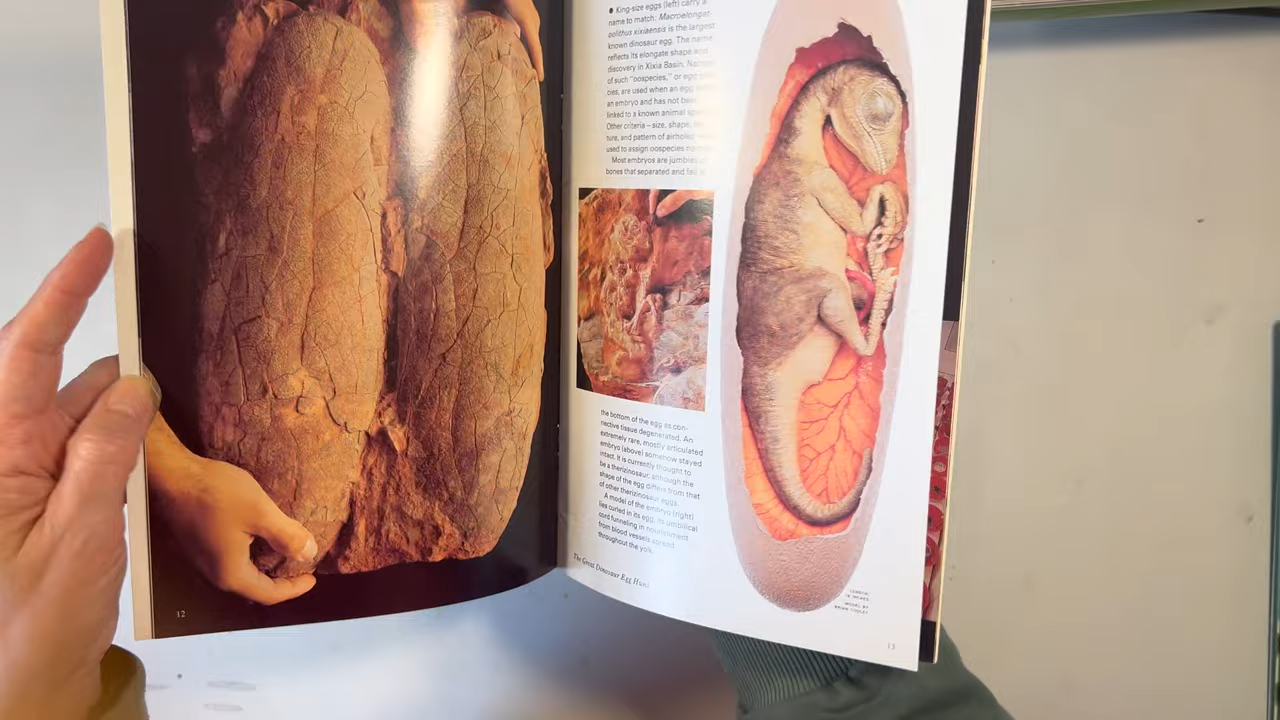 ● King-size eggs (left) carry a
name to match: Macroelongat-
oolithus xixiaensis is the largest
known dinosaur egg. The name
reflects its elongate shape and
discovery in Xixia Basin. Names
of such "oospecies," or egg
cies, are used when an egg
an embryo and has not been
linked to a known animal
Other criteria – size, shape,
ture, and pattern of airholes
used to assign oospecies
Most embryos are jumbles of
bones that separated and fell
the bottom of the egg as con-
nective tissue degenerated. An
extremely rare, mostly articulated
embryo (above) somehow stayed
intact. It is currently thought to
be a therizinosaur, although the
shape of the egg differs from that
of other therizinosaur eggs.
A model of the embryo (right)
lies curled in its egg, its umbilical
cord funneling in nourishment
from blood vessels spread
throughout the yolk.
LENGTH:
18 INCHES
MODEL BY
BRIAN COOLEY
12
The Great Dinosaur Egg Hunt
13